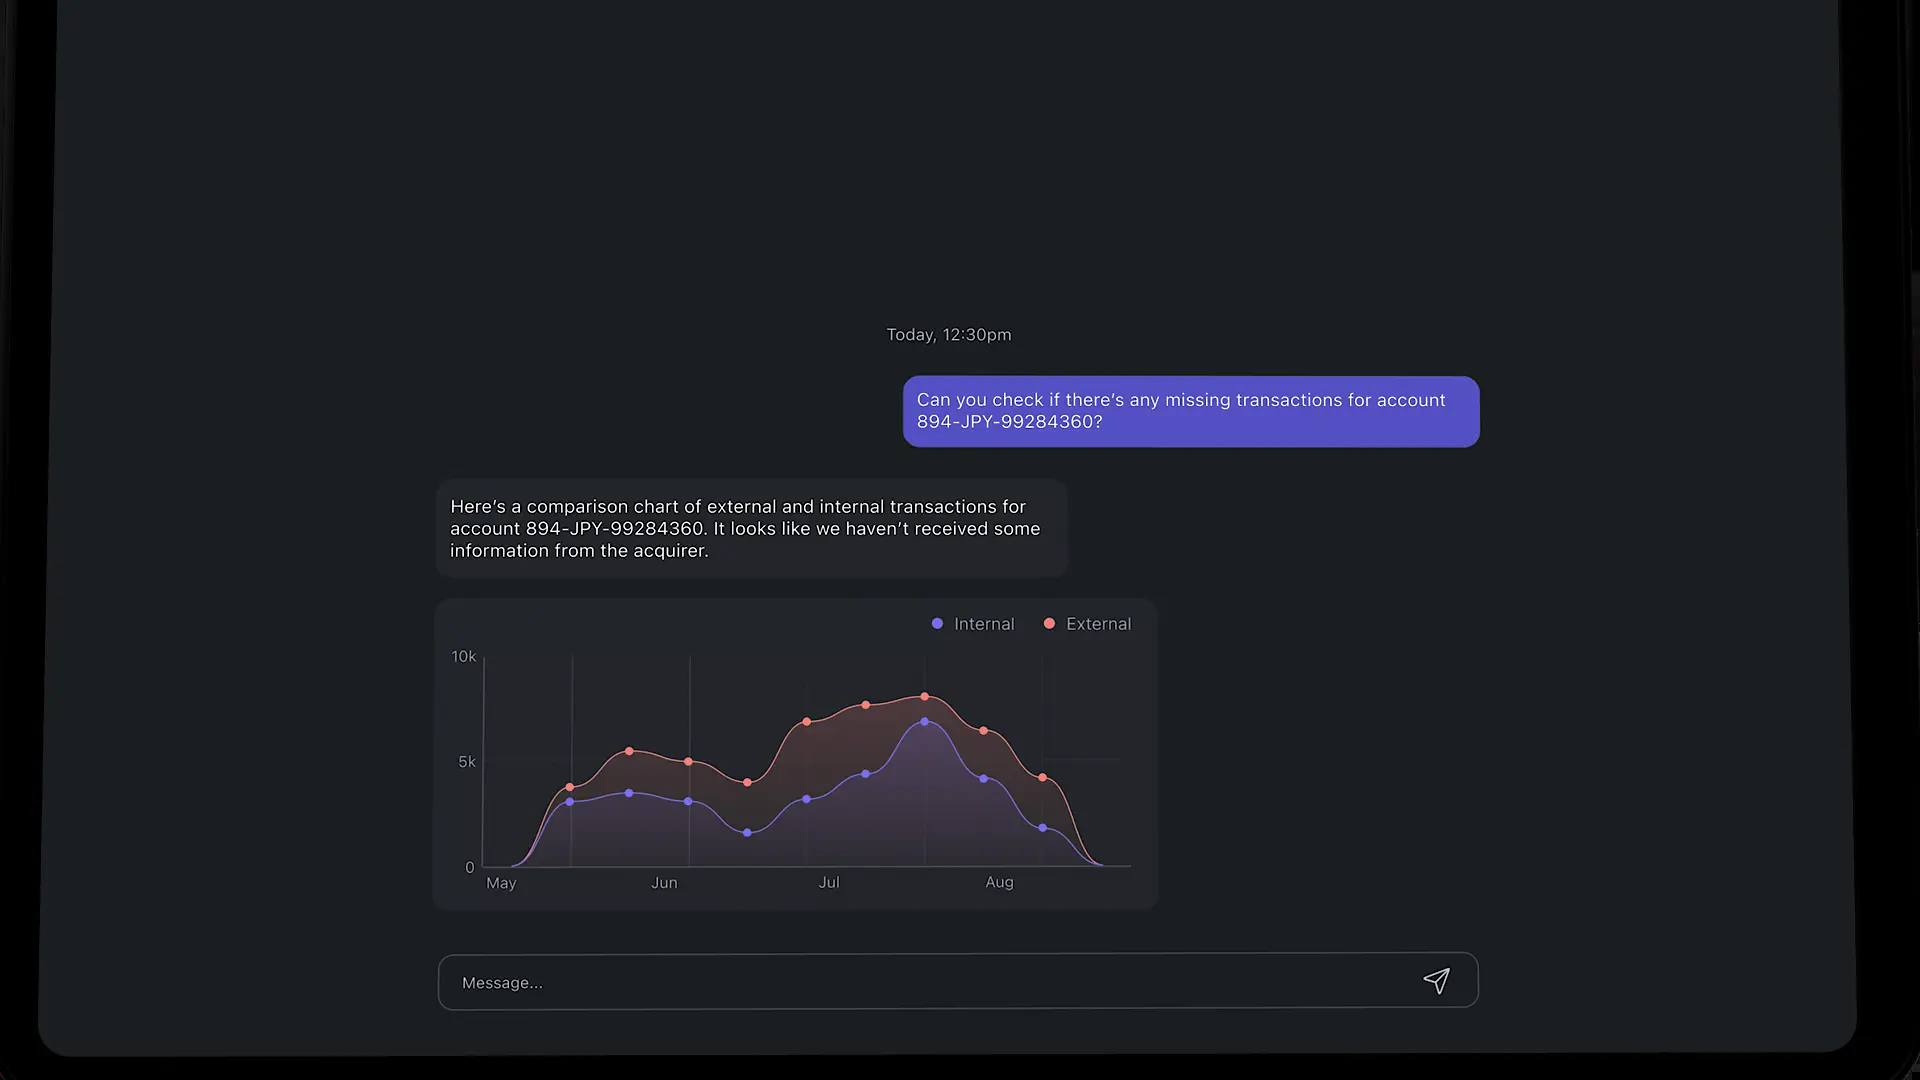 Today, 12:30pm
Can you check if there’s any missing transactions for account
894-JPY-99284360?
Here’s a comparison chart of external and internal transactions for
account 894-JPY-99284360. It looks like we haven’t received some
information from the acquirer.
Internal External
10k
5k
0
May Jun Jul Aug
Message...